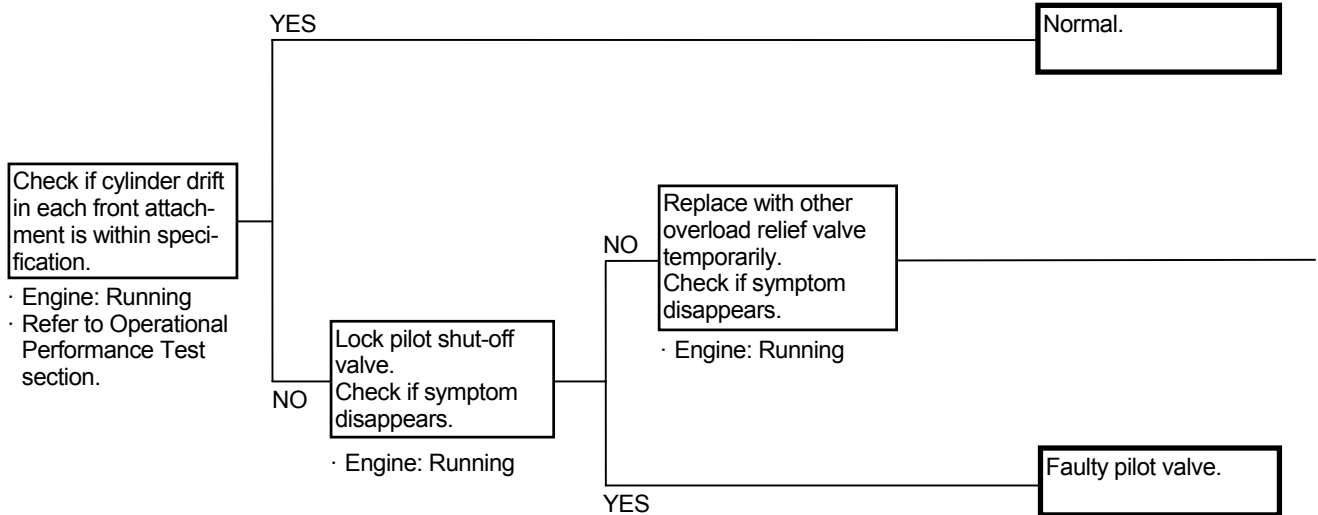 YES
Normal.
Check if cylinder drift
in each front attach-
ment is within speci-
fication.
· Engine: Running
· Refer to Operational
Performance Test
section.
NO
Lock pilot shut-off
valve.
Check if symptom
disappears.
· Engine: Running
NO
Replace with other
overload relief valve
temporarily.
Check if symptom
disappears.
· Engine: Running
YES
Faulty pilot valve.